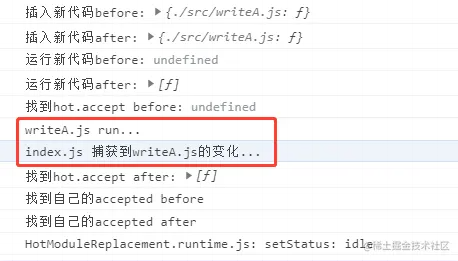 插入新代码before: ▶{./src/writeA.js: ƒ}
插入新代码after: ▶{./src/writeA.js: ƒ}
运行新代码before: undefined
运行新代码after: ▶[ƒ]
找到hot.accept before: undefined
writeA.js run...
index.js 捕获到writeA.js的变化...
找到hot.accept after: ▶[ƒ]
找到自己的accepted before
找到自己的accepted after
HotModuleReplacement.runtime.js: setStatus: idle
@稀土掘金技术社区